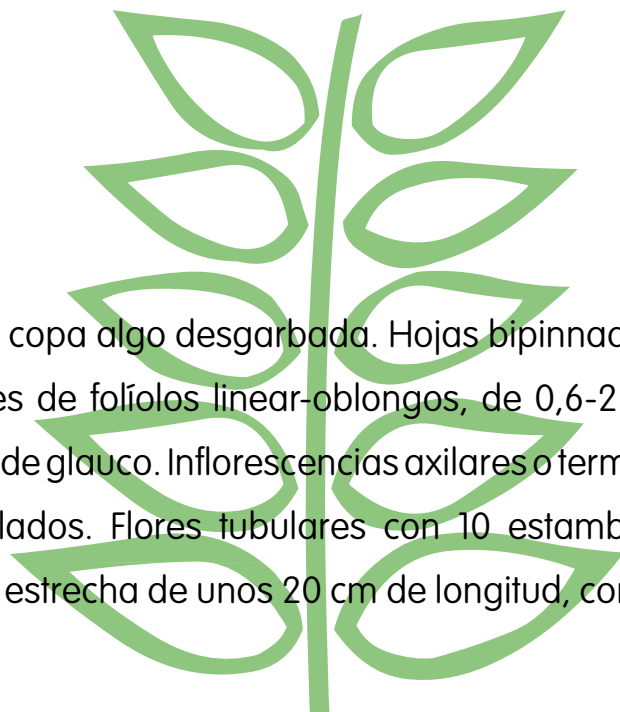 copa algo desgarbada. Hojas bipinnad
es de folíolos linear-oblongos, de 0,6-2
de glauco. Inflorescencias axilares o term
lados. Flores tubulares con 10 estamb
estrecha de unos 20 cm de longitud, con